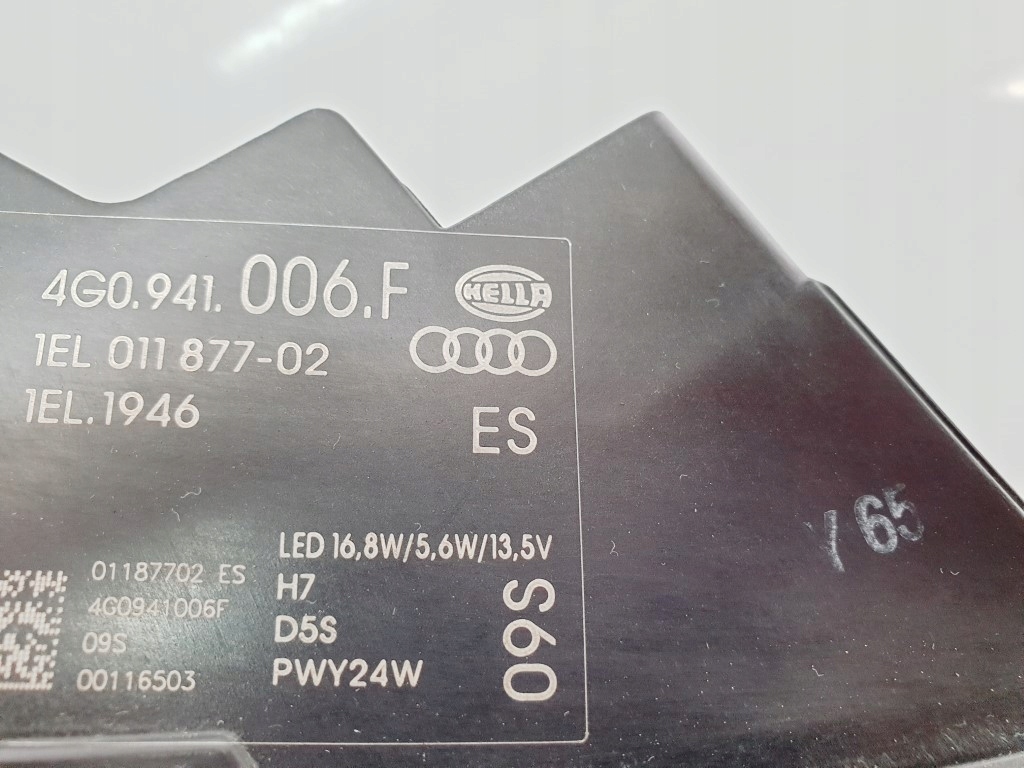 4G0.941.006.F
HELLA
1EL 011 877-02
1EL.1946
ES
LED 16,8W/5,6W/13,5V
H7
D5S
PWY24W
09S
01187702 ES
4G0941006F
09S
00116503
Y 65